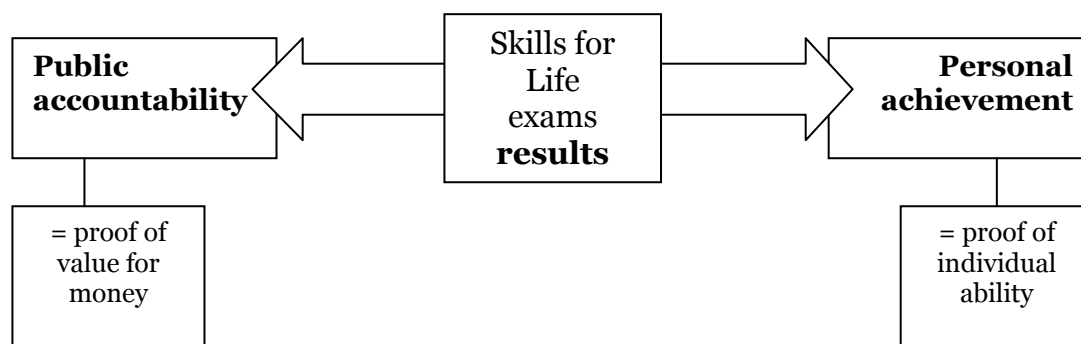 Public
accountability
Skills for
Life
exams
results
Personal
achievement
= proof of
value for
money
= proof of
individual
ability